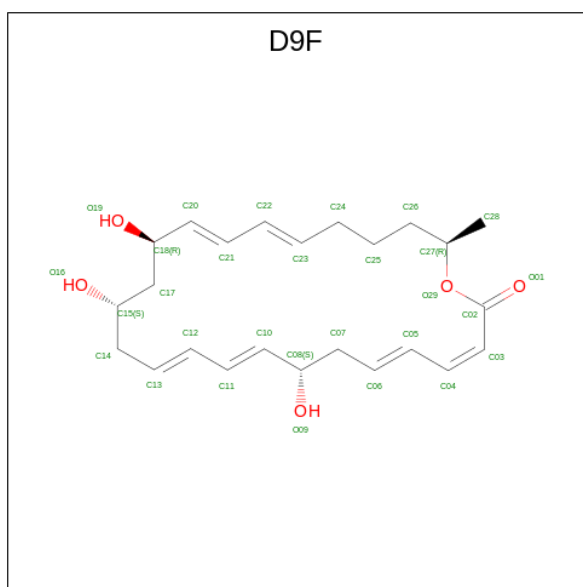 D9F
O19
HO
C20
C22
C24
C26
C28
C18(R)
C21
C23
C25
C27(R)
O16
HO
C17
O29
O
O01
C15(S)
C02
O
C12
C10
C07
C05
C14
C08(S)
C03
C13
C11
C06
C04
OH
O09